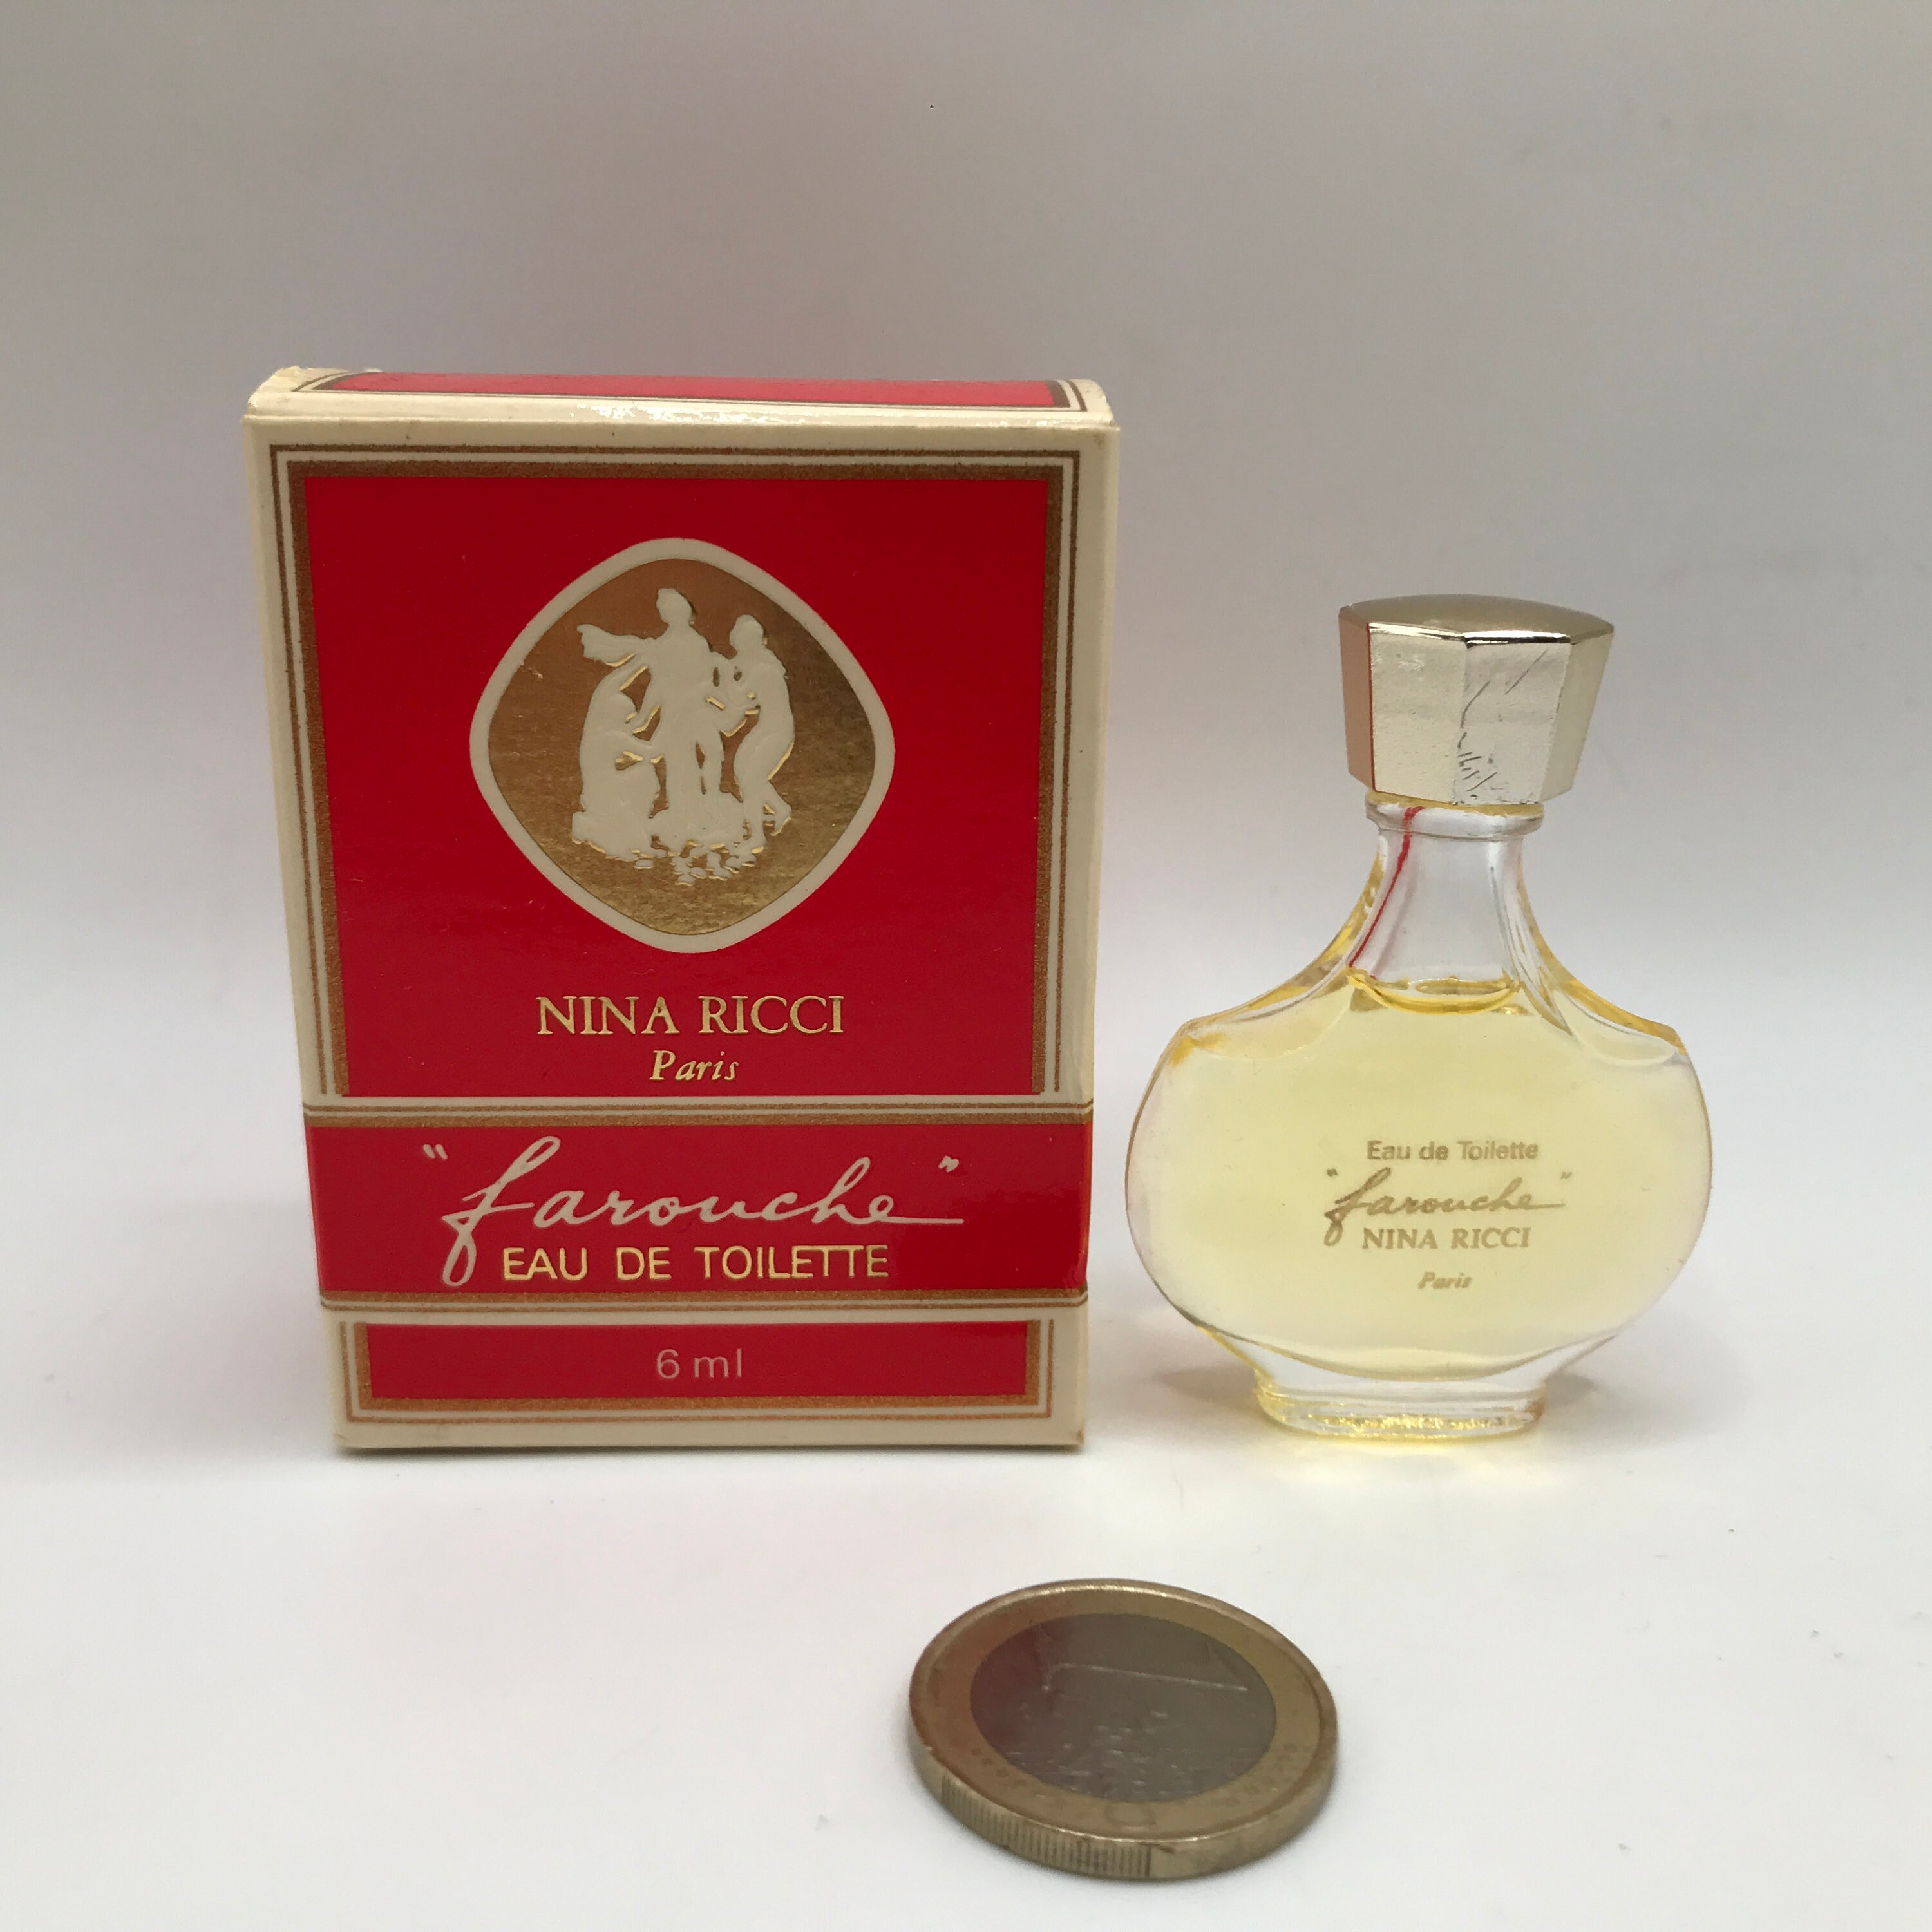 NINA RICCI
Paris
"farouche"
EAU DE TOILETTE
6 ml
Eau de Toilette
"farouche"
NINA RICCI
Paris